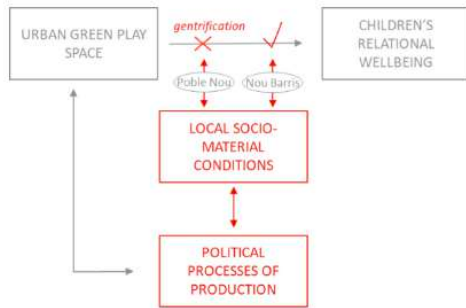 URBAN GREEN PLAY
SPACE
gentrification
CHILDREN'S
RELATIONAL
WELLBEING
Poble Nou
Nou Barris
LOCAL SOCIO-
MATERIAL
CONDITIONS
POLITICAL
PROCESSES OF
PRODUCTION